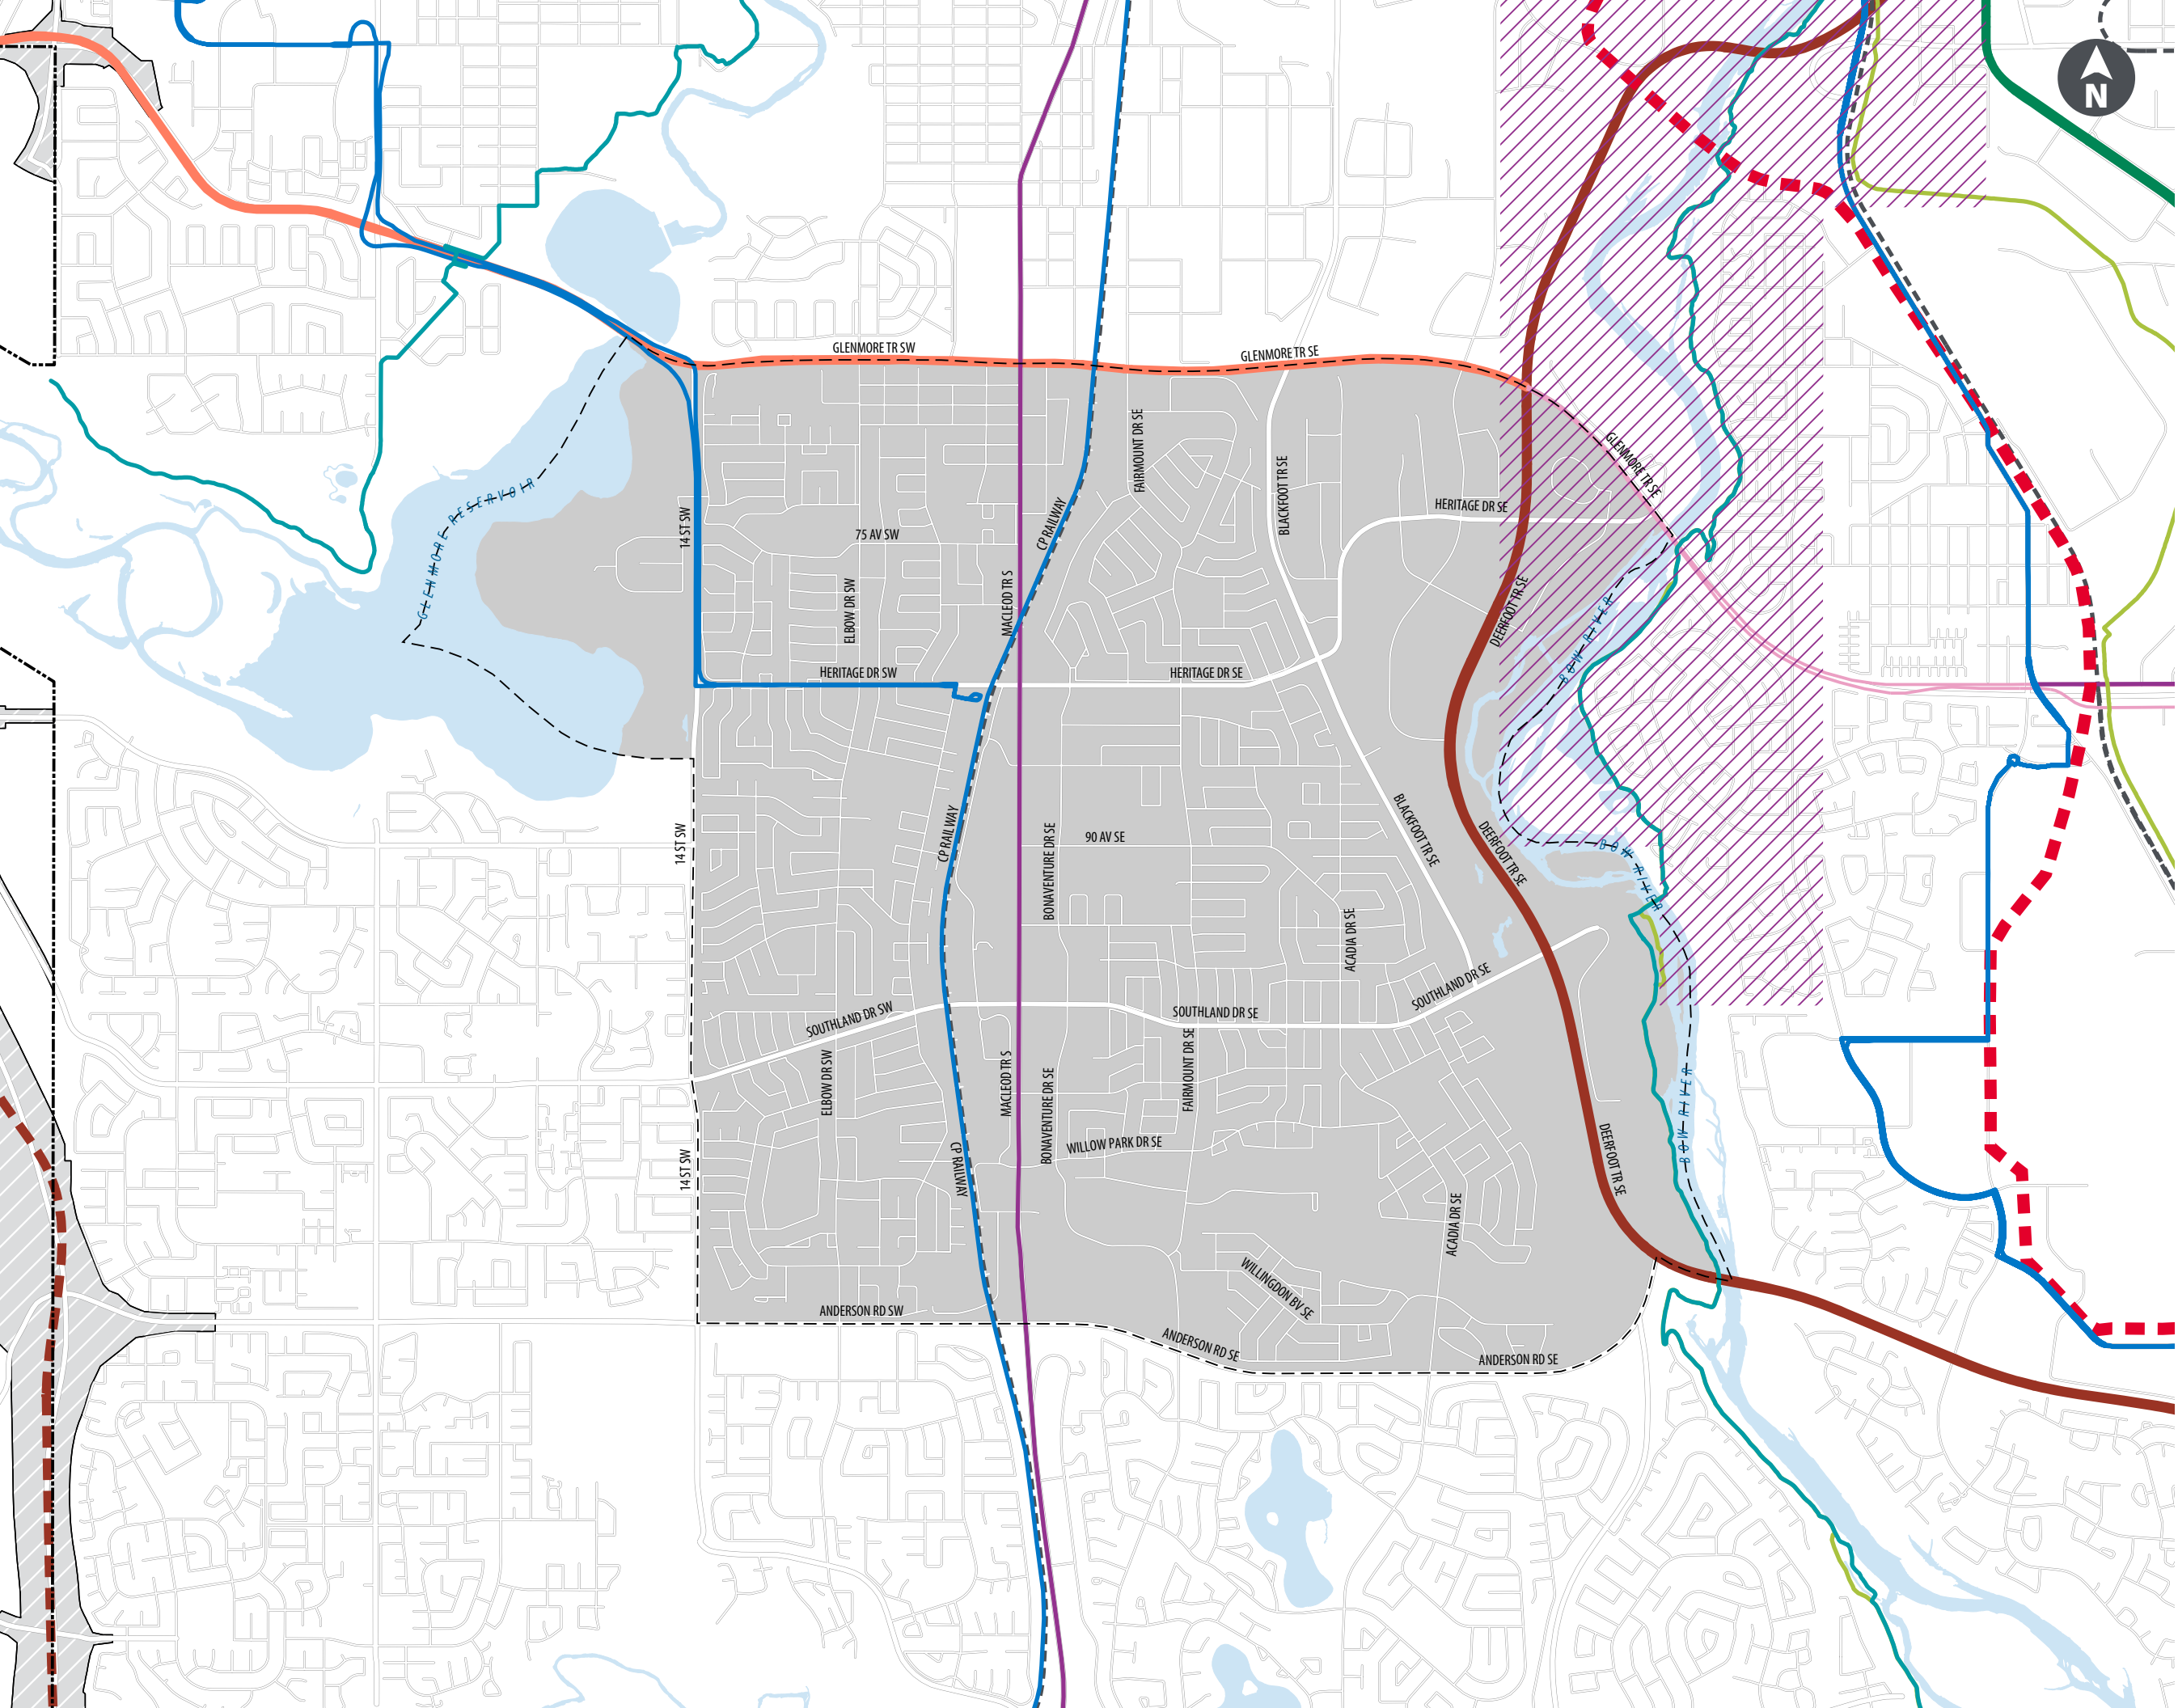 N
GLENMORE TR SW
GLENMORE TR SE
GLENMORE TR SE
FAIRMOUNT DR SE
BLACKFOOT TR SE
HERITAGE DR SE
GLENMORE RESERVOIR
14 ST SW
75 AV SW
CP RAILWAY
ELBOW DR SW
MACLEOD TR S
DEERFOOT TR SE
BOW RIVER
HERITAGE DR SW
HERITAGE DR SE
14 ST SW
CP RAILWAY
BONAVENTURE DR SE
90 AV SE
BLACKFOOT TR SE
DEERFOOT TR SE
BOW RIVER
ACADIA DR SE
SOUTHLAND DR SW
SOUTHLAND DR SE
SOUTHLAND DR SE
ELBOW DR SW
MACLEOD TR S
BONAVENTURE DR SE
FAIRMOUNT DR SE
BOW RIVER
14 ST SW
CP RAILWAY
WILLOW PARK DR SE
DEERFOOT TR SE
ACADIA DR SE
WILLINGDON BV SE
ANDERSON RD SW
ANDERSON RD SE
ANDERSON RD SE